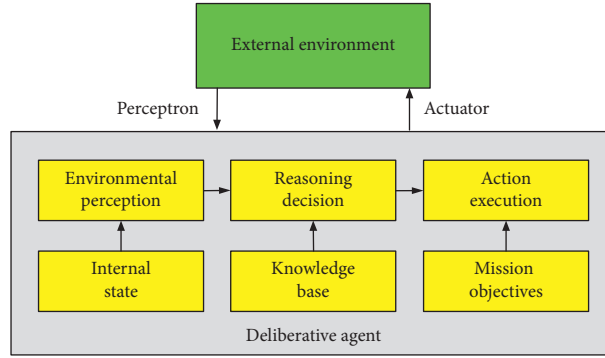 External environment
Perceptron
Actuator
Environmental
perception
Reasoning
decision
Action
execution
Internal
state
Knowledge
base
Mission
objectives
Deliberative agent